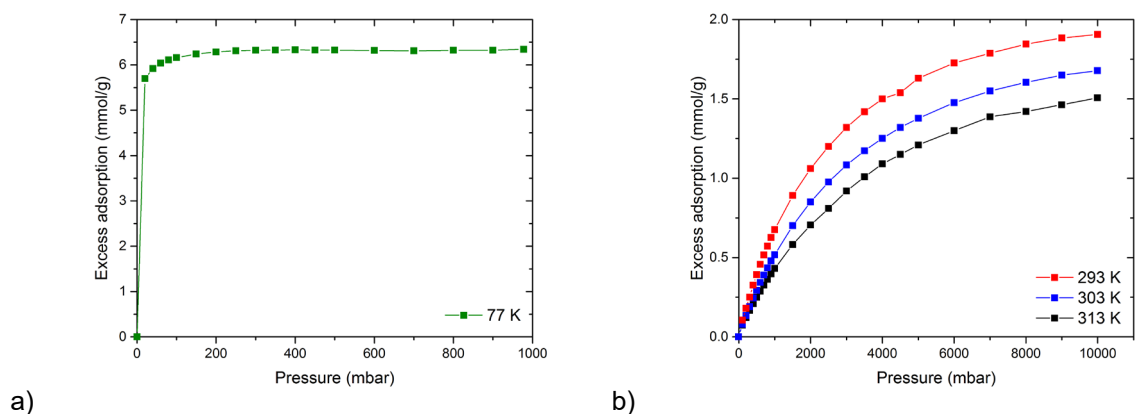 Excess adsorption (mmol/g)
7
6
5
4
3
2
1
0
0 200 400 600 800 1000
Pressure (mbar)
77 K
a)
Excess adsorption (mmol/g)
2.0
1.5
1.0
0.5
0.0
0 2000 4000 6000 8000 10000
Pressure (mbar)
293 K
303 K
313 K
b)